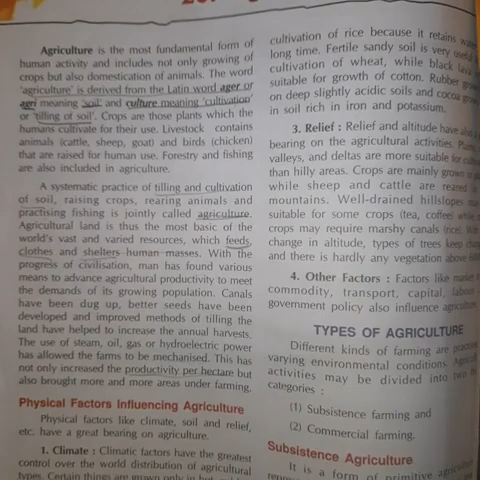 Agriculture is the most fundamental form of
human activity and includes not only growing of
crops but also domestication of animals. The word
'agriculture' is derived from the Latin word ager or
agri meaning 'soil' and culture meaning 'cultivation'
or 'tilling of soil'. Crops are those plants which the
humans cultivate for their use. Livestock contains
animals (cattle, sheep, goat) and birds (chicken)
that are raised for human use. Forestry and fishing
are also included in agriculture.
A systematic practice of tilling and cultivation
of soil, raising crops, rearing animals and
practising fishing is jointly called agriculture.
Agricultural land is thus the most basic of the
world's vast and varied resources, which feeds,
clothes and shelters human masses. With the
progress of civilisation, man has found various
means to advance agricultural productivity to meet
the demands of its growing population. Canals
have been dug up, better seeds have been
developed and improved methods of tilling the
land have helped to increase the annual harvests.
The use of steam, oil, gas or hydroelectric power
has allowed the farms to be mechanised. This has
not only increased the productivity per hectare but
also brought more and more areas under farming.
Physical Factors Influencing Agriculture
Physical factors like climate, soil and relief,
etc. have a great bearing on agriculture.
1. Climate : Climatic factors have the greatest
control over the world distribution of agricultural
types. Certain things are grown only in
cultivation of rice because it retains
long time. Fertile sandy soil is very useful
cultivation of wheat, while black lava
suitable for growth of cotton. Rubber
on deep slightly acidic soils and cocoa
in soil rich in iron and potassium.
3. Relief : Relief and altitude have also
bearing on the agricultural activities.
valleys, and deltas are more suitable for
than hilly areas. Crops are mainly grown
while sheep and cattle are reared
mountains. Well-drained hillslopes
suitable for some crops (tea, coffee) while
crops may require marshy canals (rice). With
change in altitude, types of trees keep
and there is hardly any vegetation above
4. Other Factors : Factors like market
commodity, transport, capital, labour
government policy also influence
TYPES OF AGRICULTURE
Different kinds of farming are
varying environmental conditions.
activities may be divided into two
categories :
(1) Subsistence farming and
(2) Commercial farming.
Subsistence Agriculture
It is a form of primitive